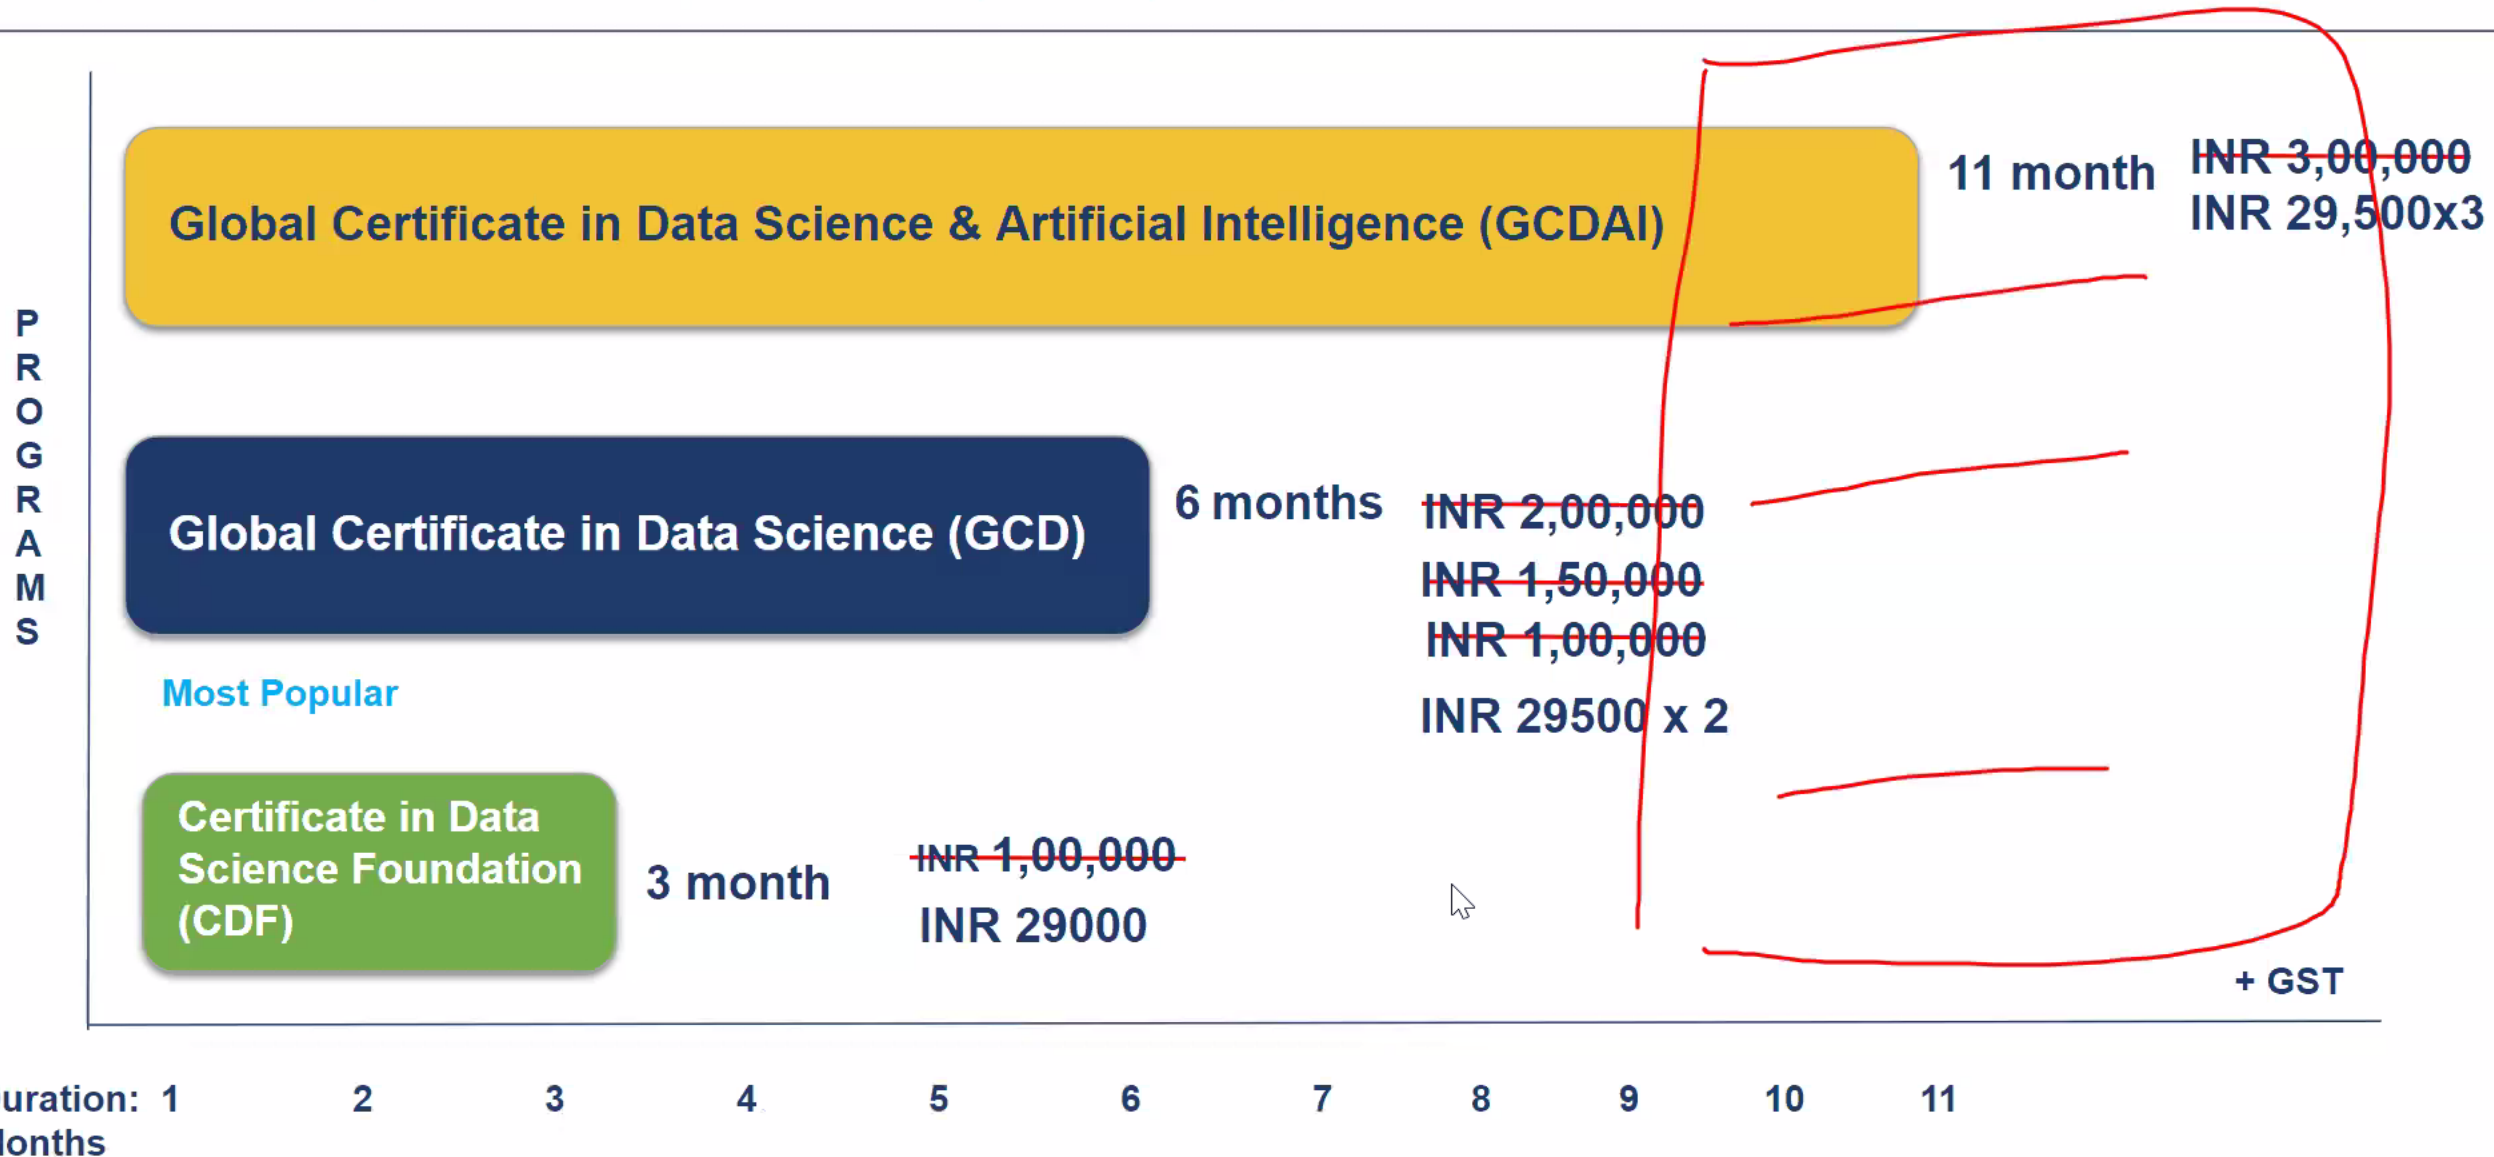 PROGRAMS
Global Certificate in Data Science & Artificial Intelligence (GCDAI)
11 month
INR 3,00,000
INR 29,500x3
Global Certificate in Data Science (GCD)
6 months
INR 2,00,000
INR 1,50,000
INR 1,00,000
INR 29500 x 2
Most Popular
Certificate in Data
Science Foundation
(CDF)
3 month
INR 1,00,000
INR 29000
+ GST
uration: 1 2 3 4 5 6 7 8 9 10 11
onths